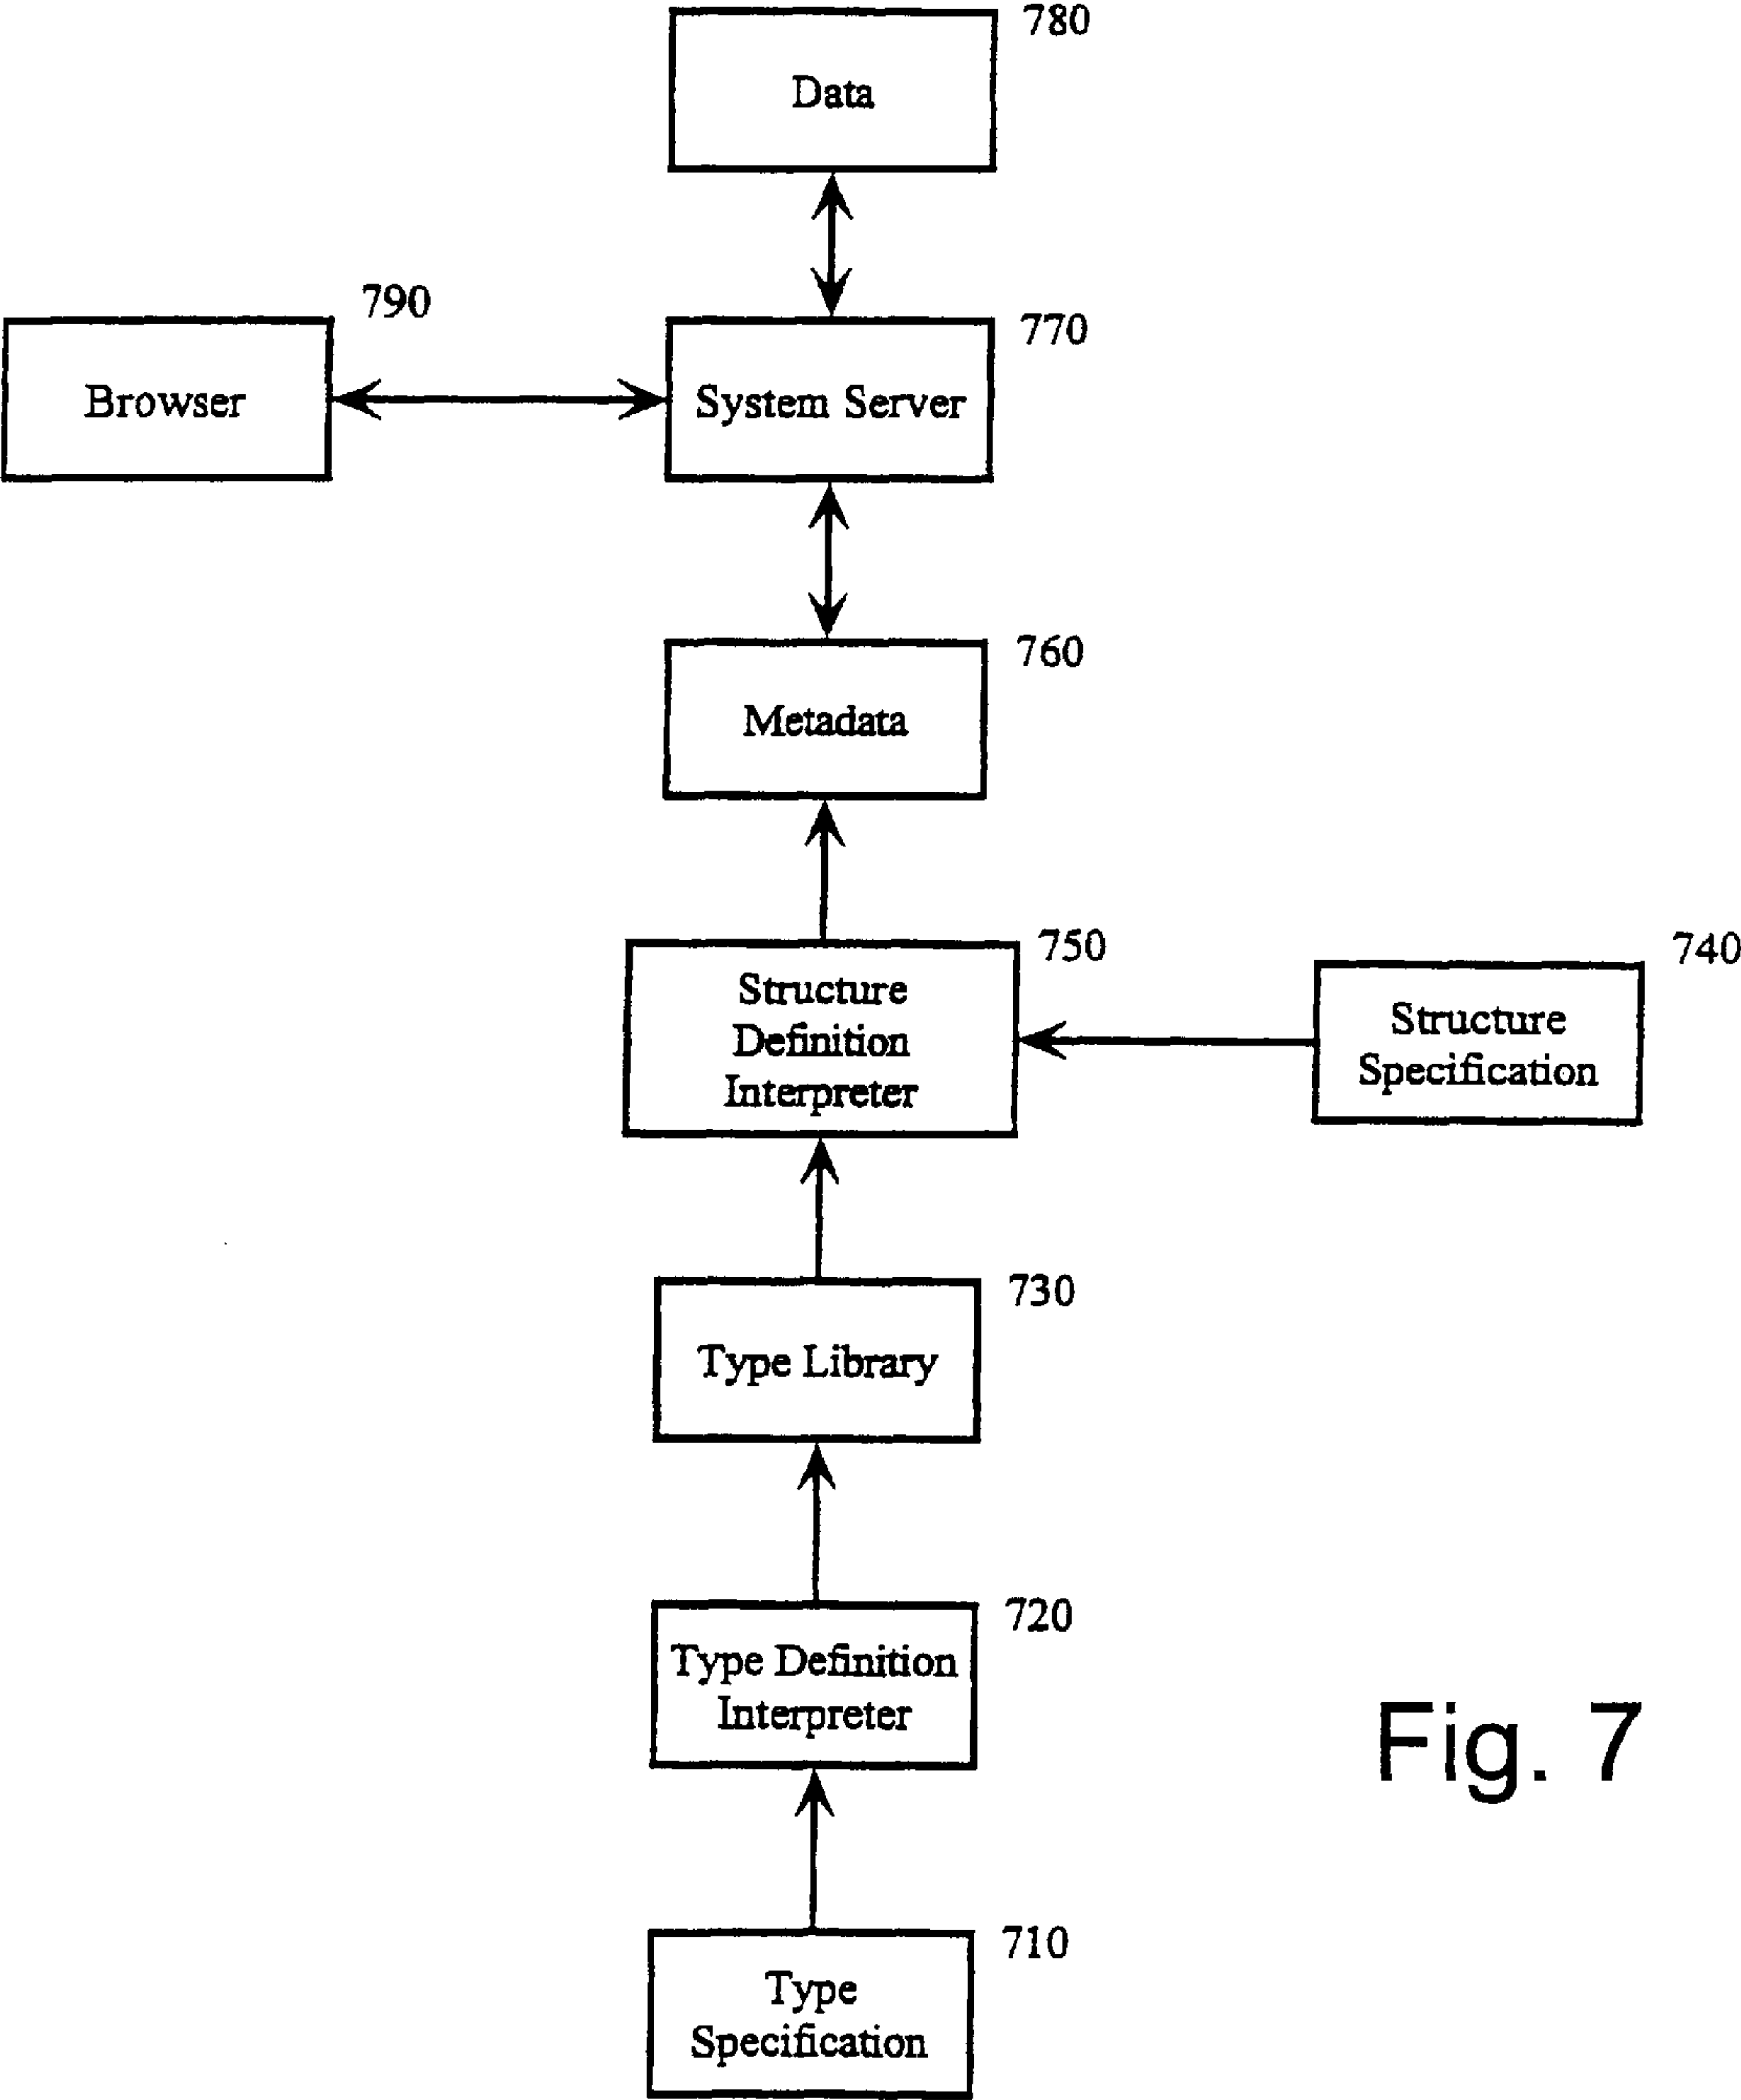 780
Data
790
770
Browser
System Server
760
Metadata
750
740
Structure
Definition
Interpreter
Structure
Specification
730
Type Library
720
Type Definition
Interpreter
Fig. 7
710
Type
Specification